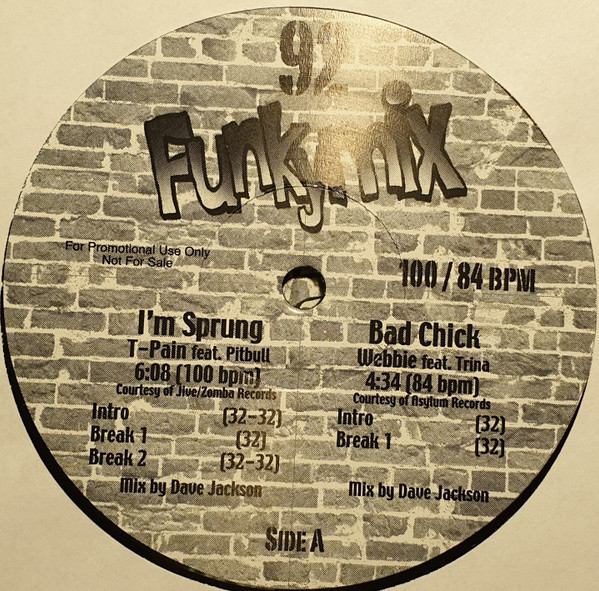 92
Funkymix
For Promotional Use Only
Not For Sale
100 / 84 BPM
I'm Sprung
T-Pain feat. Pitbull
6:08 (100 bpm)
Courtesy of Jive/Zomba Records
Intro (32-32)
Break 1 (32)
Break 2 (32-32)
Mix by Dave Jackson
Bad Chick
Webbie feat. Trina
4:34 (84 bpm)
Courtesy of Asylum Records
Intro (32)
Break 1 (32)
Mix by Dave Jackson
SIDE A